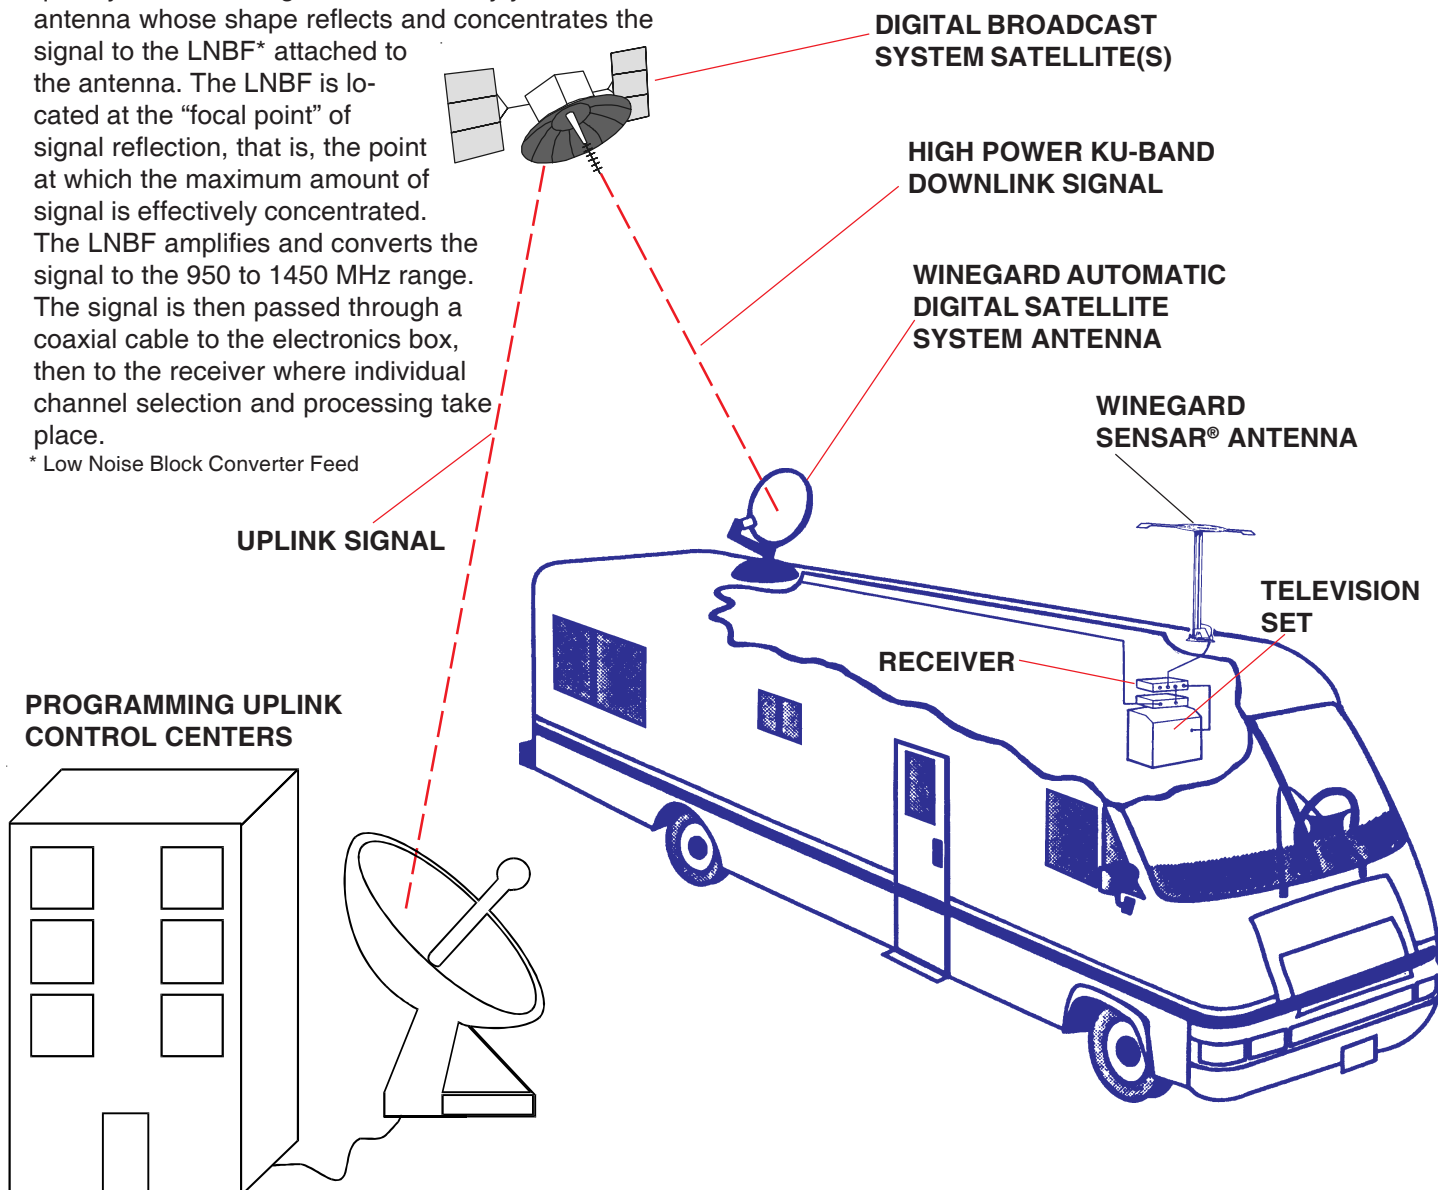 antenna whose shape reflects and concentrates the
signal to the LNBF* attached to
the antenna. The LNBF is lo-
cated at the “focal point” of
signal reflection, that is, the point
at which the maximum amount of
signal is effectively concentrated.
The LNBF amplifies and converts the
signal to the 950 to 1450 MHz range.
The signal is then passed through a
coaxial cable to the electronics box,
then to the receiver where individual
channel selection and processing take
place.
* Low Noise Block Converter Feed
DIGITAL BROADCAST
SYSTEM SATELLITE(S)
HIGH POWER KU-BAND
DOWNLINK SIGNAL
WINEGARD AUTOMATIC
DIGITAL SATELLITE
SYSTEM ANTENNA
WINEGARD
SENSAR® ANTENNA
UPLINK SIGNAL
TELEVISION
SET
RECEIVER
PROGRAMMING UPLINK
CONTROL CENTERS